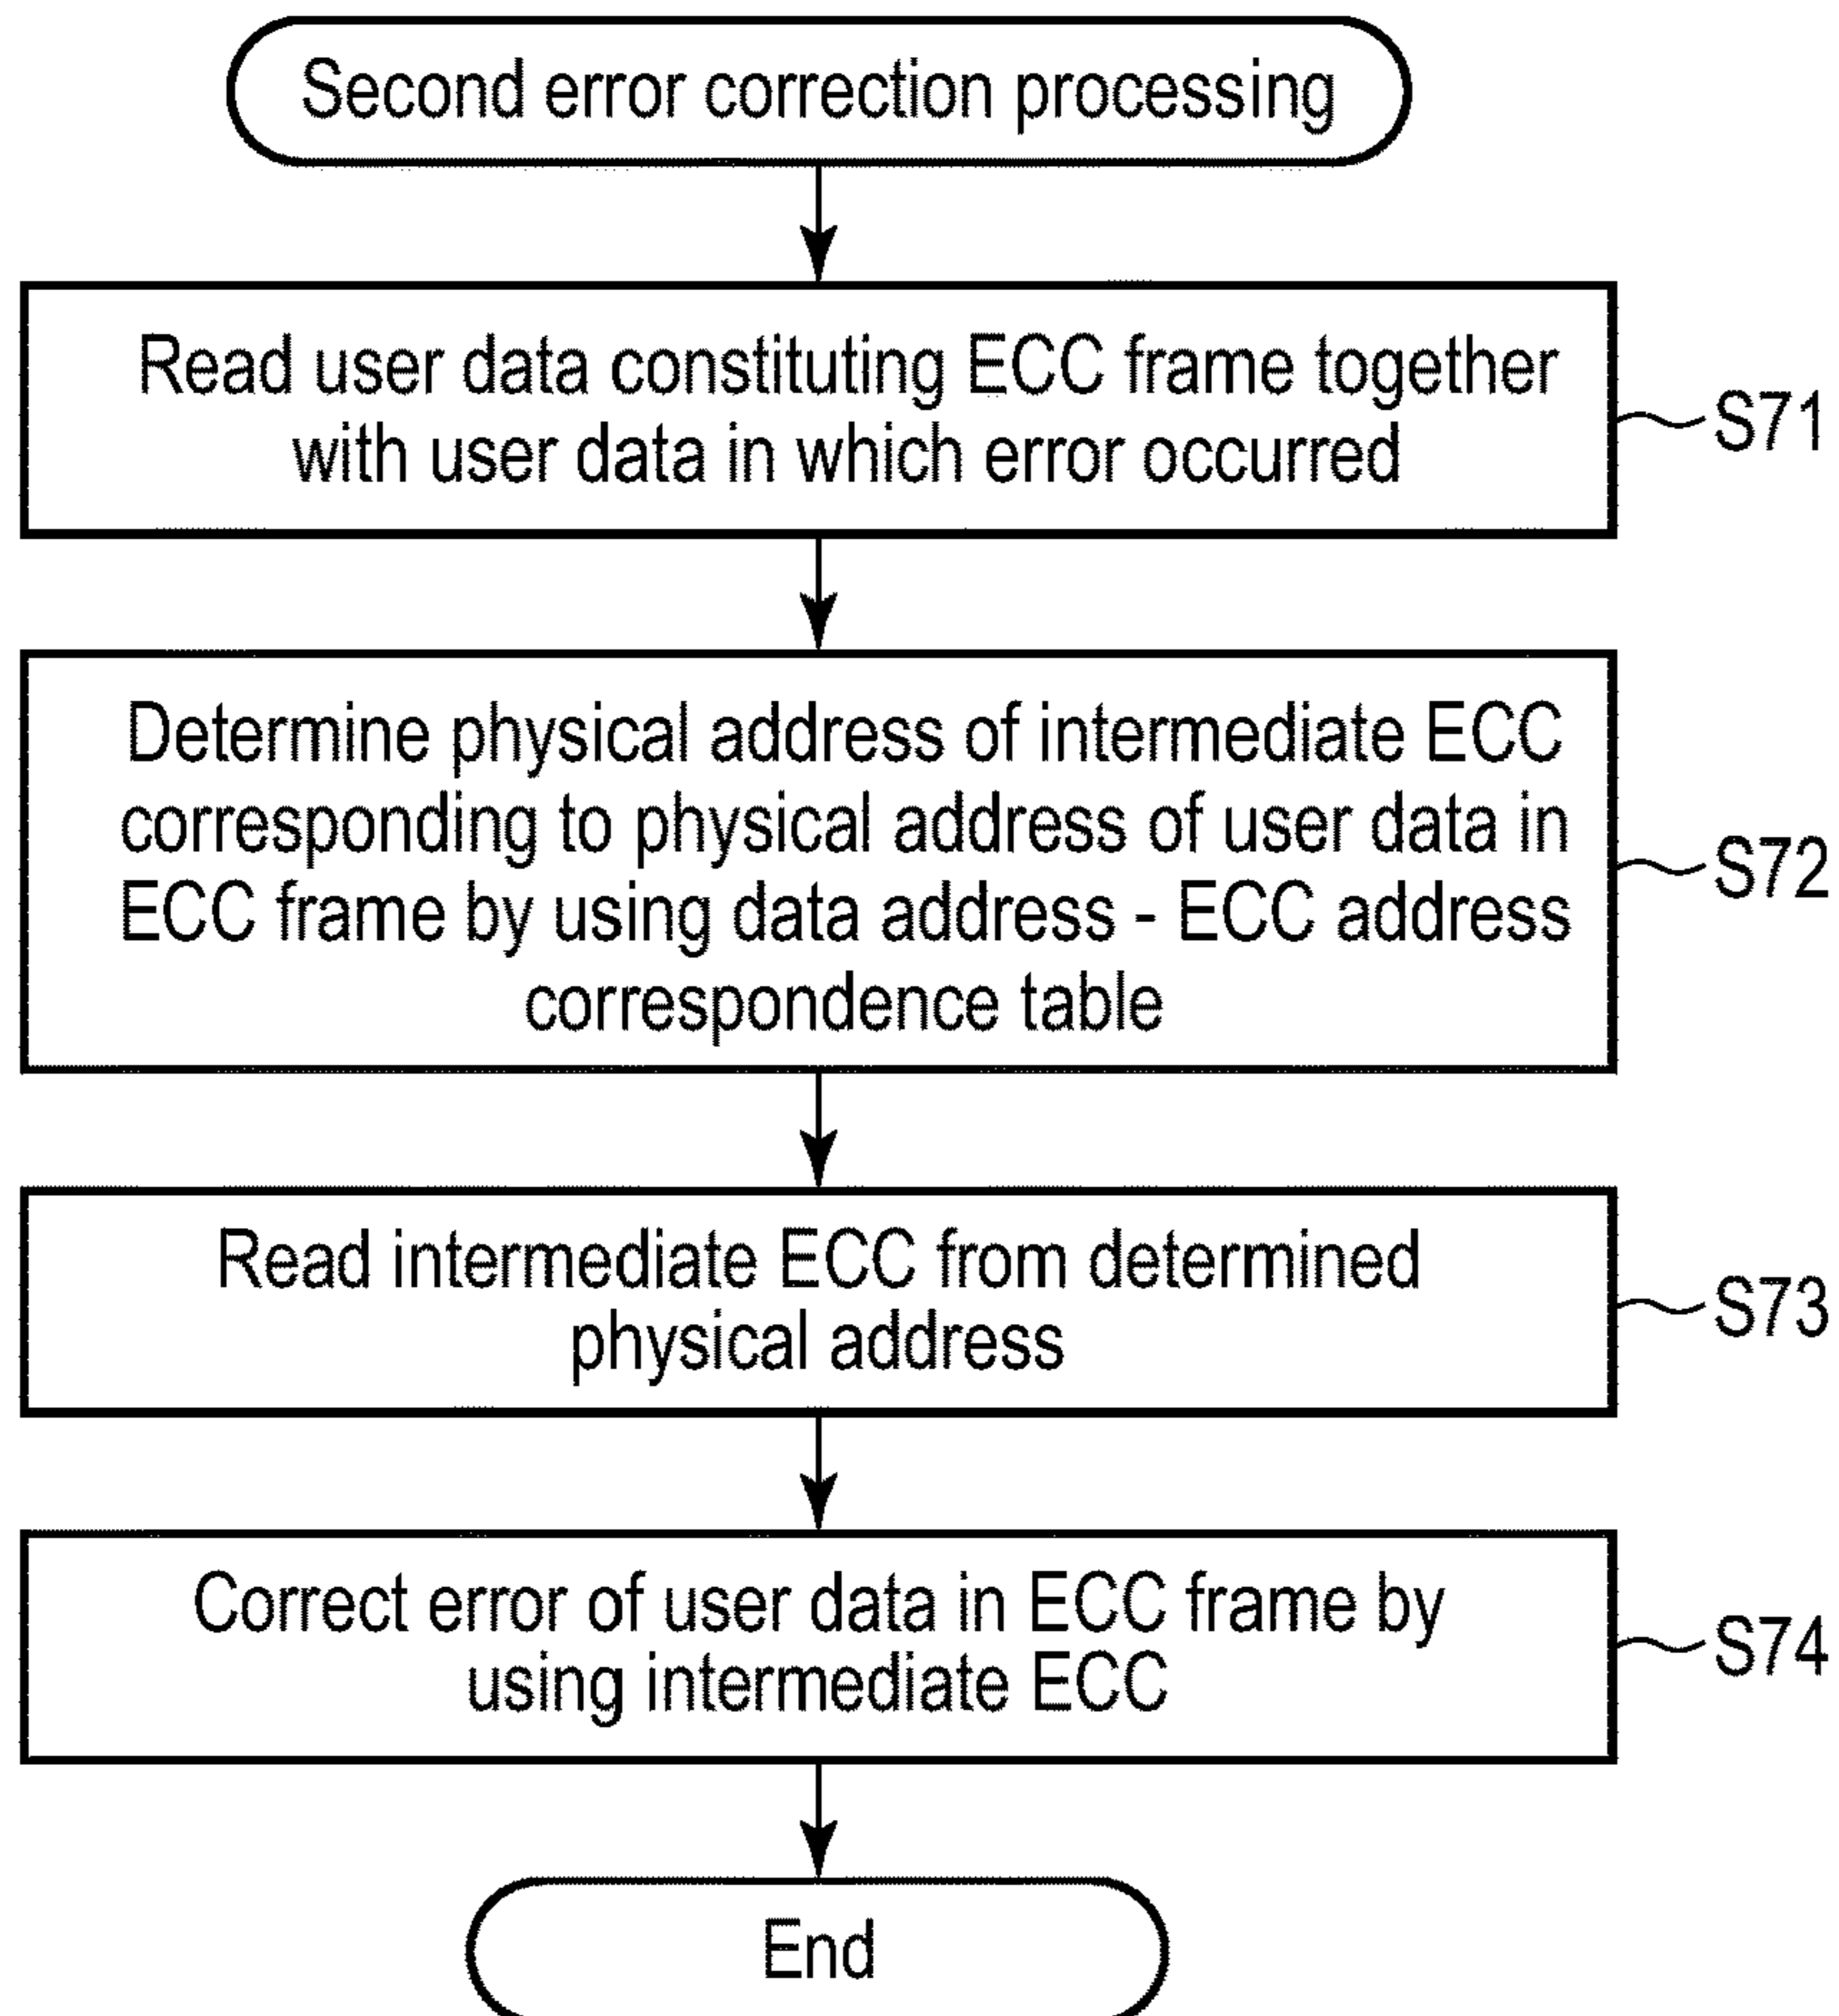 Second error correction processing
Read user data constituting ECC frame together
with user data in which error occurred
S71
Determine physical address of intermediate ECC
corresponding to physical address of user data in
ECC frame by using data address - ECC address
correspondence table
S72
Read intermediate ECC from determined
physical address
S73
Correct error of user data in ECC frame by
using intermediate ECC
S74
End